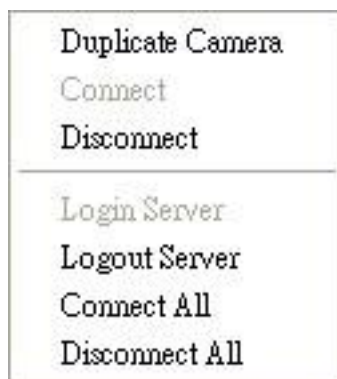 Duplicate Camera
Connect
Disconnect
Login Server
Logout Server
Connect All
Disconnect All